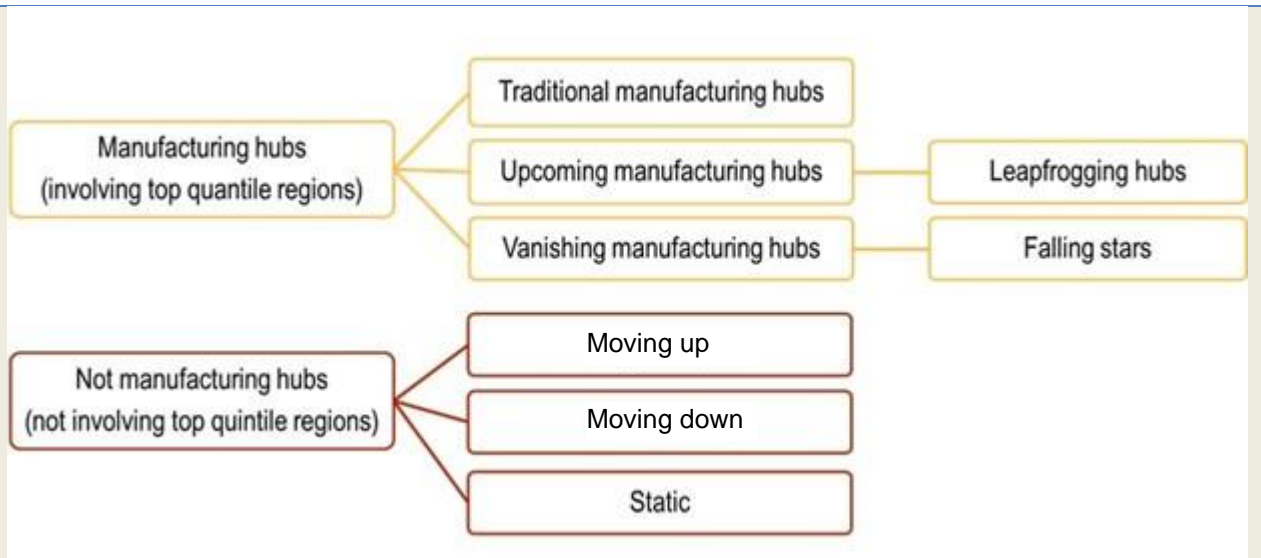 Manufacturing hubs
(involving top quantile regions)
Traditional manufacturing hubs
Upcoming manufacturing hubs
Leapfrogging hubs
Vanishing manufacturing hubs
Falling stars
Not manufacturing hubs
(not involving top quintile regions)
Moving up
Moving down
Static